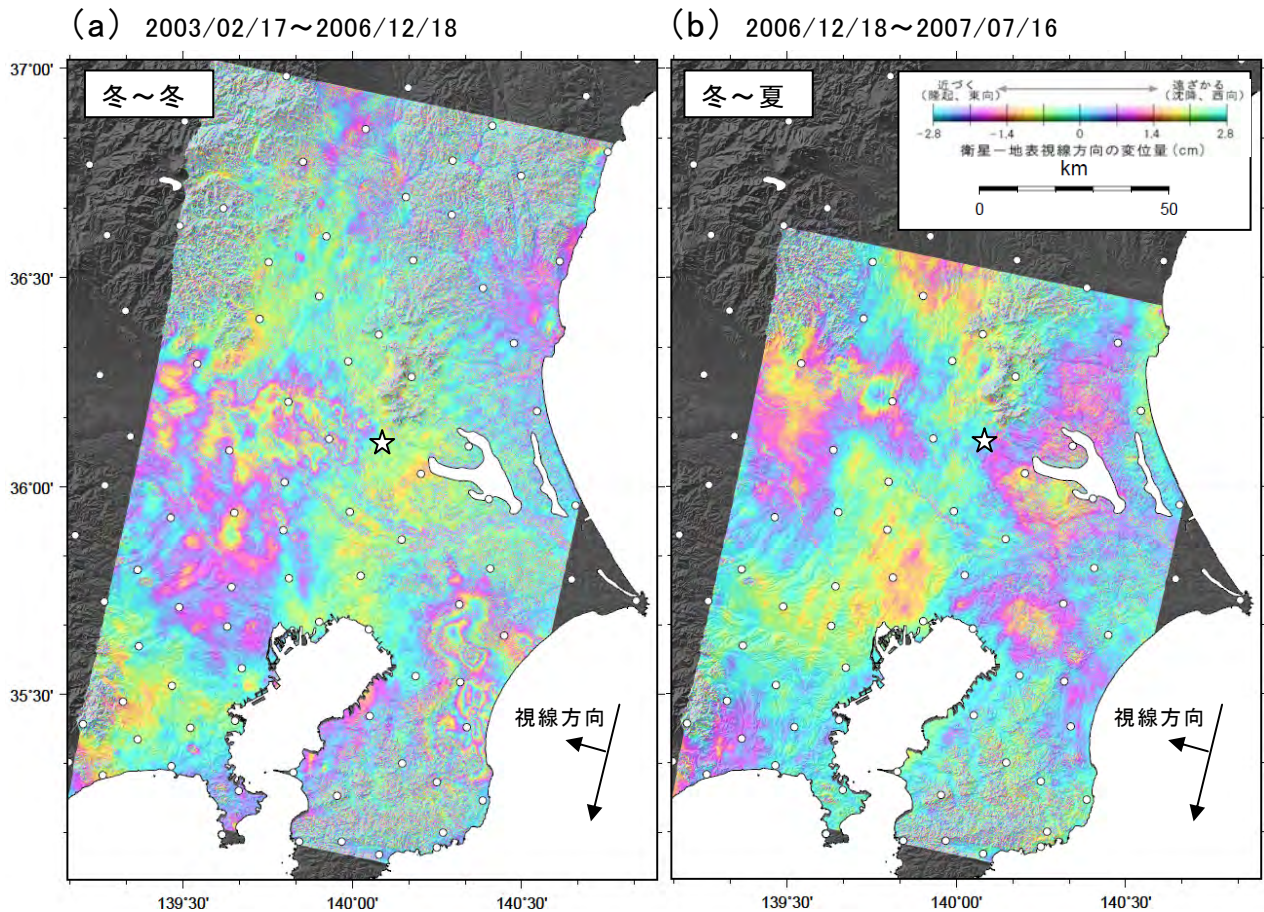 (a) 2003/02/17～2006/12/18
(b) 2006/12/18～2007/07/16
冬～冬
冬～夏
近づく
(隆起、東向)
遠ざかる
(沈降、西向)
-2.8
-1.4
0
1.4
2.8
衛星－地表視線方向の変位量(cm)
km
0
50
37°00'
36°30'
36°00'
35°30'
視線方向
視線方向
139°30'
140°00'
140°30'
139°30'
140°00'
140°30'